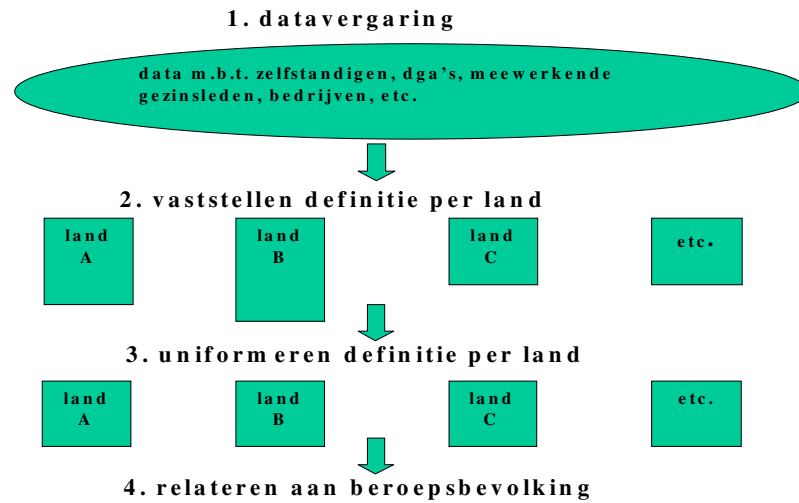 1. datavergaring
data m.b.t. zelfstandigen, dga's, meewerkende
gezinsleden, bedrijven, etc.
2. vaststellen definitie per land
land
A
land
B
land
C
etc.
3. uniformeren definitie per land
land
A
land
B
land
C
etc.
4. relateren aan beroepsbevolking